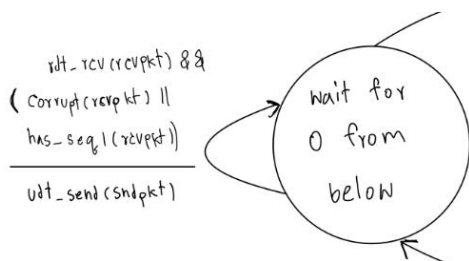 rdt_rcv(rcvpkt) &&
( corrupt(rcvpkt) ||
has_seq1(rcvpkt))
udt_send(sndpkt)
wait for
0 from
below